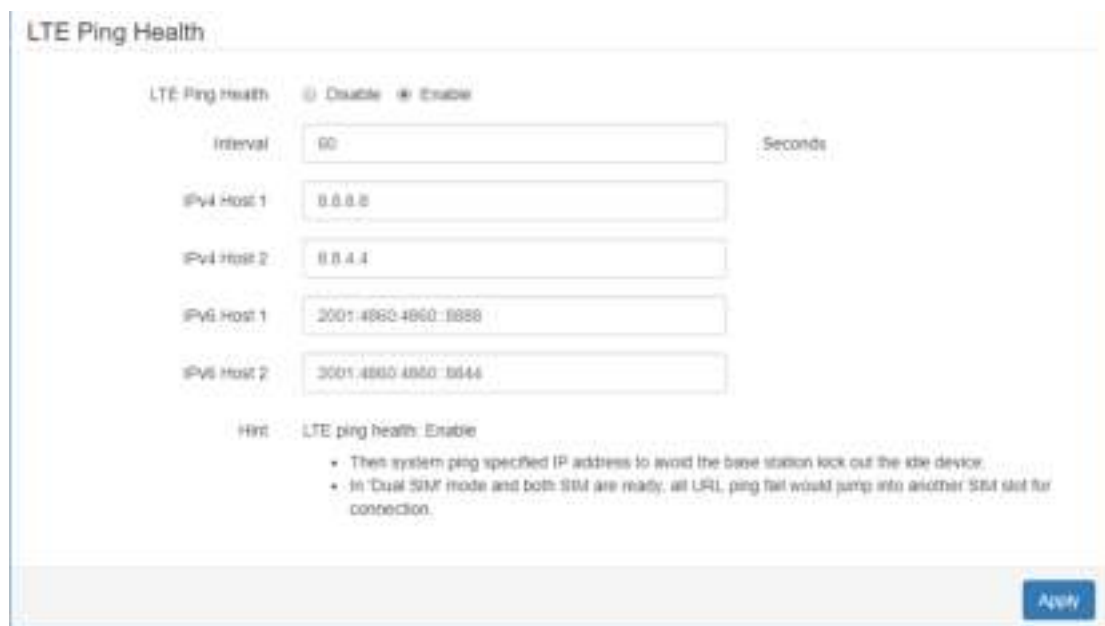 LTE Ping Health
LTE Ping Health Disable Enable
Interval 60 Seconds
IPv4 Host 1 8.8.8.8
IPv4 Host 2 8.8.4.4
IPv6 Host 1 2001:4860:4860::8888
IPv6 Host 2 2001:4860:4860::8844
Hint LTE ping health: Enable
• Then system ping specified IP address to avoid the base station kick out the idle device.
• In 'Dual SIM' mode and both SIM are ready, all URL ping fail would jump into another SIM slot for
connection.
Apply